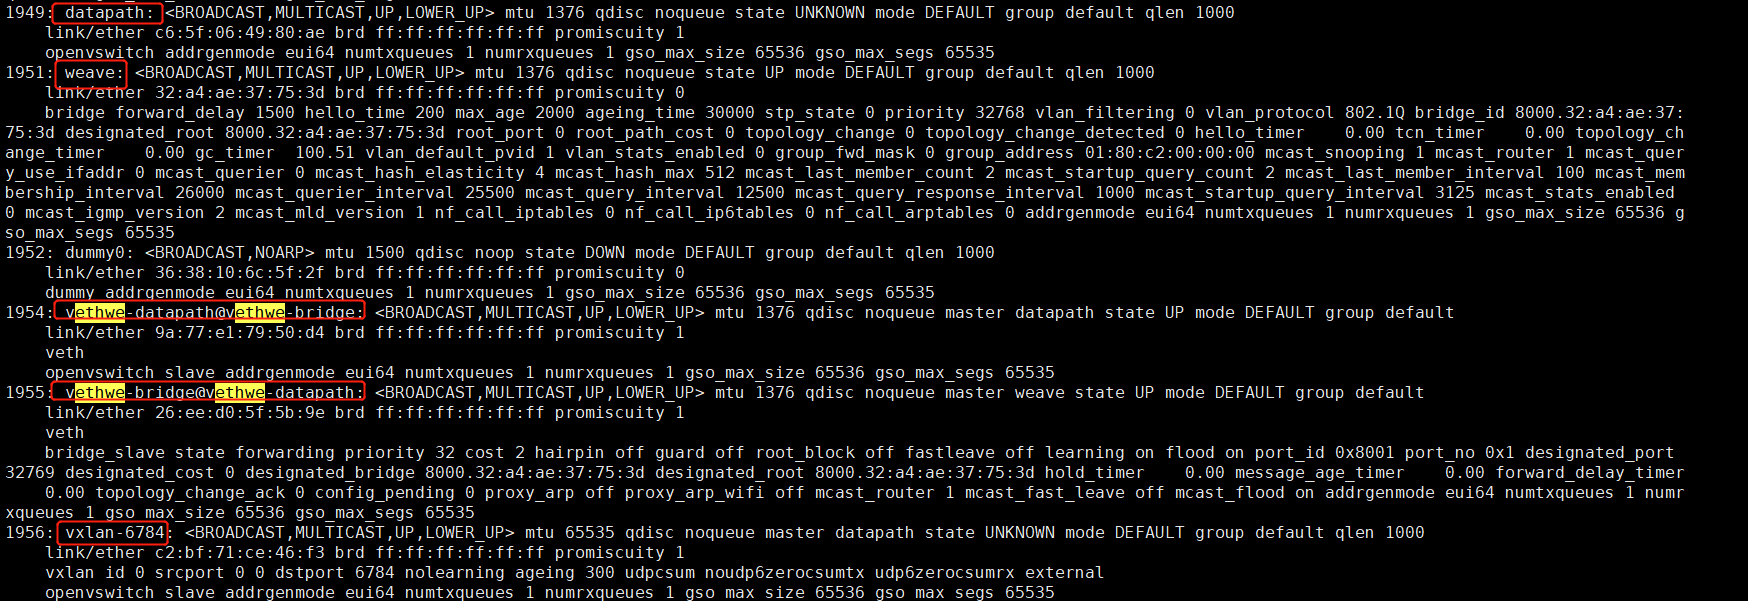 1949: datapath: <BROADCAST,MULTICAST,UP,LOWER_UP> mtu 1376 qdisc noqueue state UNKNOWN mode DEFAULT group default qlen 1000
    link/ether c6:5f:06:49:80:ae brd ff:ff:ff:ff:ff:ff promiscuity 1
    openvswitch addrgenmode eui64 numtxqueues 1 numrxqueues 1 gso_max_size 65536 gso_max_segs 65535
1951: weave: <BROADCAST,MULTICAST,UP,LOWER_UP> mtu 1376 qdisc noqueue state UP mode DEFAULT group default qlen 1000
    link/ether 32:a4:ae:37:75:3d brd ff:ff:ff:ff:ff:ff promiscuity 0
    bridge forward_delay 1500 hello_time 200 max_age 2000 ageing_time 30000 stp_state 0 priority 32768 vlan_filtering 0 vlan_protocol 802.1Q bridge_id 8000.32:a4:ae:37:
75:3d designated_root 8000.32:a4:ae:37:75:3d root_port 0 root_path_cost 0 topology_change 0 topology_change_detected 0 hello_timer    0.00 tcn_timer    0.00 topology_ch
ange_timer    0.00 gc_timer  100.51 vlan_default_pvid 1 vlan_stats_enabled 0 group_fwd_mask 0 group_address 01:80:c2:00:00:00 mcast_snooping 1 mcast_router 1 mcast_quer
y_use_ifaddr 0 mcast_querier 0 mcast_hash_elasticity 4 mcast_hash_max 512 mcast_last_member_count 2 mcast_startup_query_count 2 mcast_last_member_interval 100 mcast_mem
bership_interval 26000 mcast_querier_interval 25500 mcast_query_interval 12500 mcast_query_response_interval 1000 mcast_startup_query_interval 3125 mcast_stats_enabled
0 mcast_igmp_version 2 mcast_mld_version 1 nf_call_iptables 0 nf_call_ip6tables 0 nf_call_arptables 0 addrgenmode eui64 numtxqueues 1 numrxqueues 1 gso_max_size 65536 g
so_max_segs 65535
1952: dummy0: <BROADCAST,NOARP> mtu 1500 qdisc noop state DOWN mode DEFAULT group default qlen 1000
    link/ether 36:38:10:6c:5f:2f brd ff:ff:ff:ff:ff:ff promiscuity 0
    dummy addrgenmode eui64 numtxqueues 1 numrxqueues 1 gso_max_size 65536 gso_max_segs 65535
1954: vethwe-datapath@vethwe-bridge: <BROADCAST,MULTICAST,UP,LOWER_UP> mtu 1376 qdisc noqueue master datapath state UP mode DEFAULT group default
    link/ether 9a:77:e1:79:50:d4 brd ff:ff:ff:ff:ff:ff promiscuity 1
    veth
    openvswitch slave addrgenmode eui64 numtxqueues 1 numrxqueues 1 gso_max_size 65536 gso_max_segs 65535
1955: vethwe-bridge@vethwe-datapath: <BROADCAST,MULTICAST,UP,LOWER_UP> mtu 1376 qdisc noqueue master weave state UP mode DEFAULT group default
    link/ether 26:ee:d0:5f:5b:9e brd ff:ff:ff:ff:ff:ff promiscuity 1
    veth
    bridge_slave state forwarding priority 32 cost 2 hairpin off guard off root_block off fastleave off learning on flood on port_id 0x8001 port_no 0x1 designated_port
32769 designated_cost 0 designated_bridge 8000.32:a4:ae:37:75:3d designated_root 8000.32:a4:ae:37:75:3d hold_timer    0.00 message_age_timer    0.00 forward_delay_timer
    0.00 topology_change_ack 0 config_pending 0 proxy_arp off proxy_arp_wifi off mcast_router 1 mcast_fast_leave off mcast_flood on addrgenmode eui64 numtxqueues 1 numr
xqueues 1 gso_max_size 65536 gso_max_segs 65535
1956: vxlan-6784: <BROADCAST,MULTICAST,UP,LOWER_UP> mtu 65535 qdisc noqueue master datapath state UNKNOWN mode DEFAULT group default qlen 1000
    link/ether c2:bf:71:ce:46:f3 brd ff:ff:ff:ff:ff:ff promiscuity 1
    vxlan id 0 srcport 0 0 dstport 6784 nolearning ageing 300 udpcsum noudp6zerocsumtx udp6zerocsumrx external
    openvswitch slave addrgenmode eui64 numtxqueues 1 numrxqueues 1 gso_max_size 65536 gso_max_segs 65535